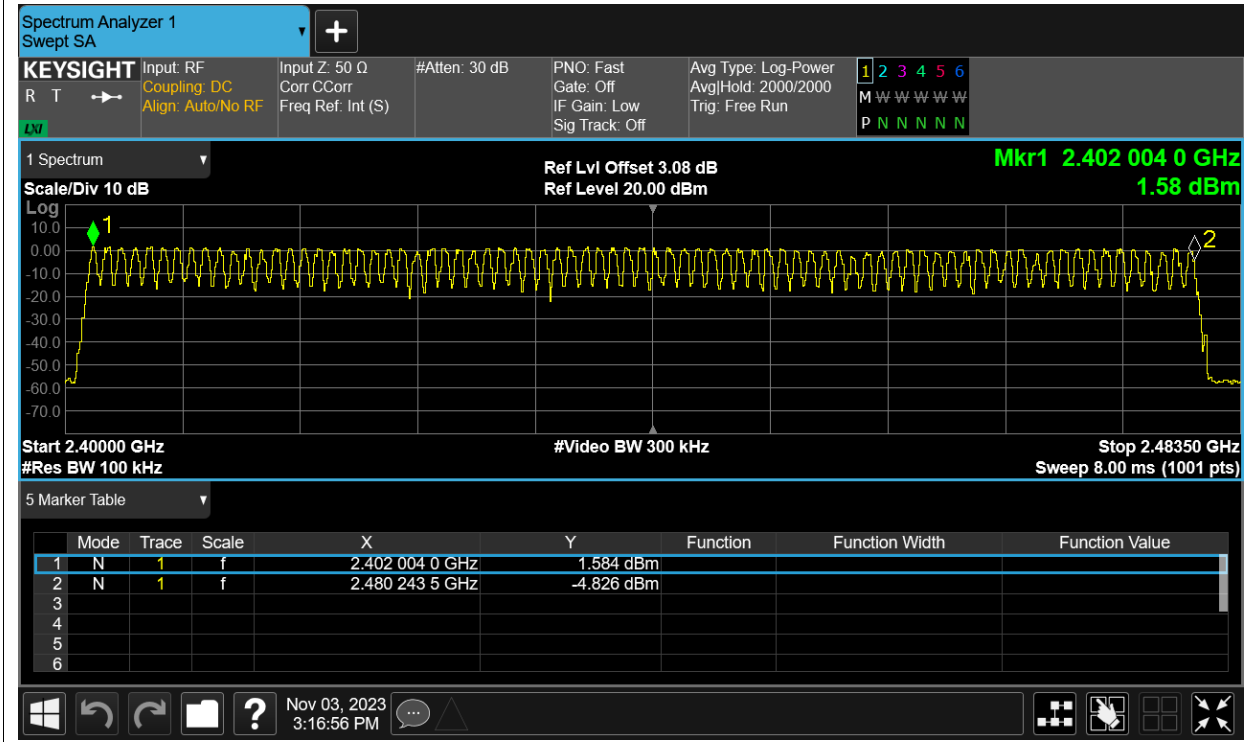 Spectrum Analyzer 1
Swept SA
KEYSIGHT
R T
LXI
Input: RF
Coupling: DC
Align: Auto/No RF
Input Z: 50 Ω
Corr CCorr
Freq Ref: Int (S)
#Atten: 30 dB
PNO: Fast
Gate: Off
IF Gain: Low
Sig Track: Off
Avg Type: Log-Power
Avg|Hold: 2000/2000
Trig: Free Run
1 2 3 4 5 6
M W W W W W
P N N N N N
1 Spectrum
Scale/Div 10 dB
Ref Lvl Offset 3.08 dB
Ref Level 20.00 dBm
Mkr1 2.402 004 0 GHz
1.58 dBm
Log
10.0
0.00
-10.0
-20.0
-30.0
-40.0
-50.0
-60.0
-70.0
1
2
Start 2.40000 GHz
#Res BW 100 kHz
#Video BW 300 kHz
Stop 2.48350 GHz
Sweep 8.00 ms (1001 pts)
5 Marker Table
Mode Trace Scale X Y Function Function Width Function Value
1 N 1 f 2.402 004 0 GHz 1.584 dBm
2 N 1 f 2.480 243 5 GHz -4.826 dBm
3
4
5
6
?
Nov 03, 2023
3:16:56 PM